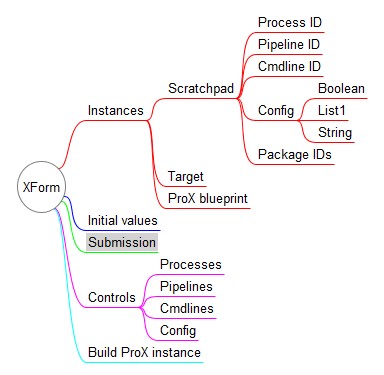 Process ID
Pipeline ID
Cmdline ID
Scratchpad
Boolean
Config
List1
Instances
String
Package IDs
Target
XForm
ProX blueprint
Initial values
Submission
Processes
Pipelines
Controls
Cmdlines
Config
Build ProX instance